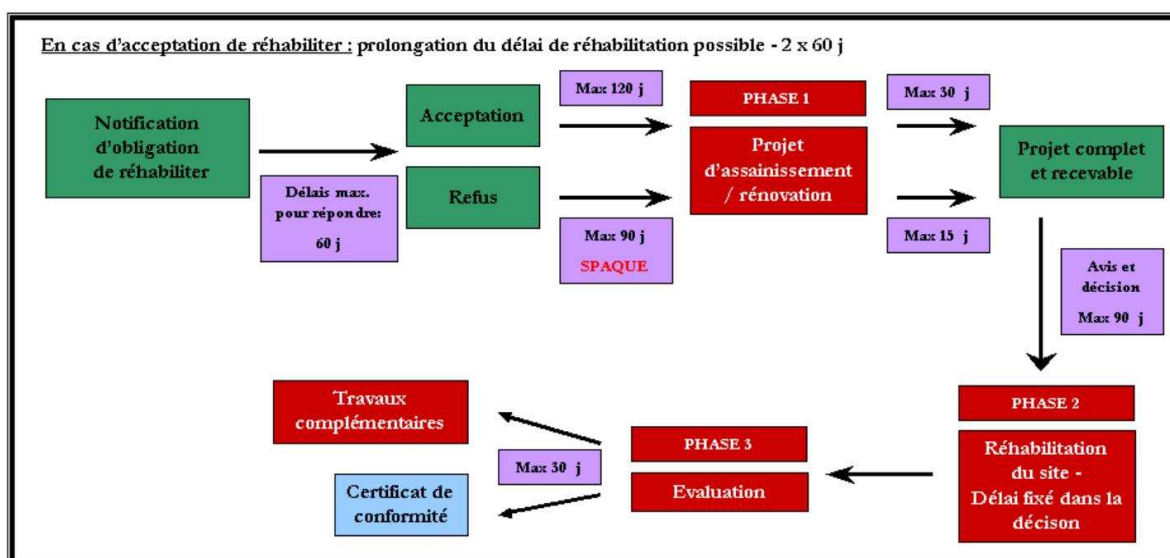 En cas d'acceptation de réhabiliter : prolongation du délai de réhabilitation possible - 2 x 60 j
Notification
d'obligation
de réhabiliter
Délais max.
pour répondre:
60 j
Acceptation
Refus
Max 120 j
Max 90 j
SPAQUE
PHASE 1
Projet
d'assainissement
/ rénovation
Max 30 j
Max 15 j
Projet complet
et recevable
Avis et
décision
Max 90 j
PHASE 2
Réhabilitation
du site -
Délai fixé dans la
décison
PHASE 3
Evaluation
Max 30 j
Travaux
complémentaires
Certificat de
conformité